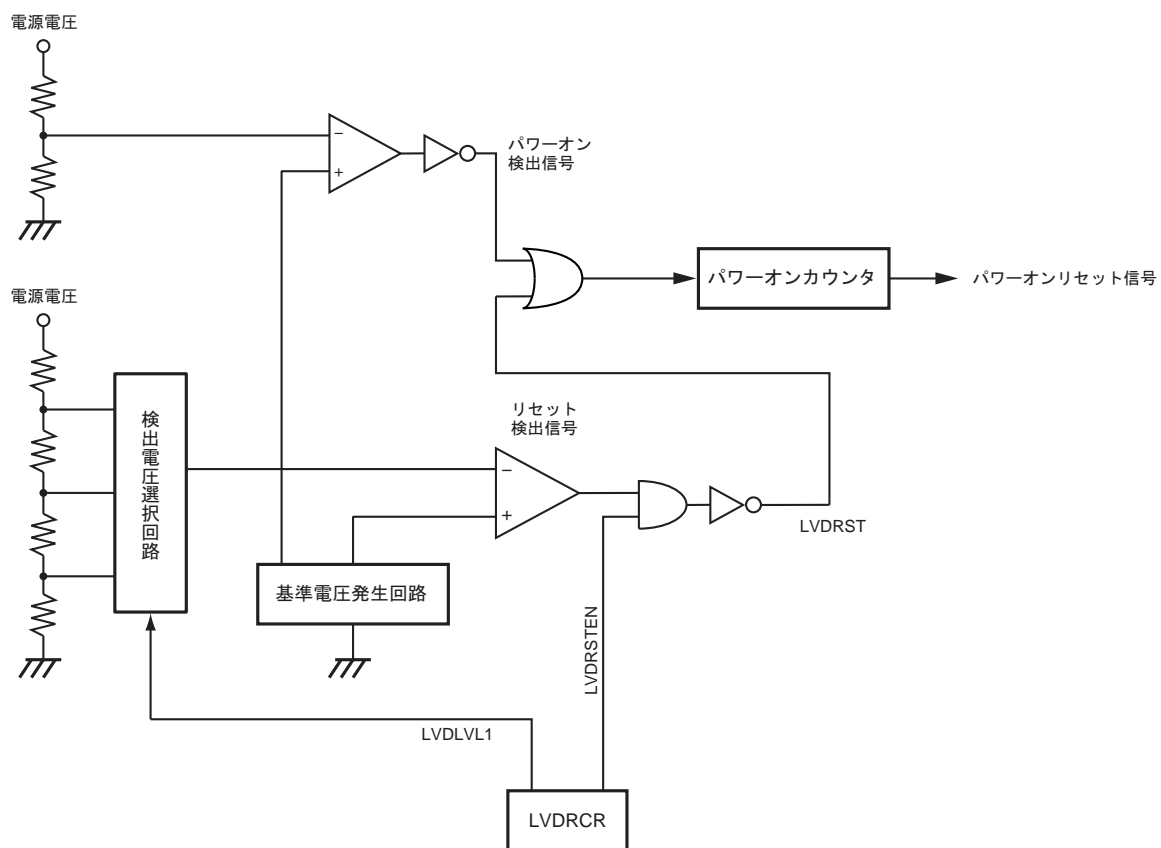 電源電圧
−
+
パワーオン
検出信号
パワーオンカウンタ
パワーオンリセット信号
電源電圧
検出電圧選択回路
リセット
検出信号
−
+
LVDRST
基準電圧発生回路
LVDRSTEN
LVDLVL1
LVDRCR